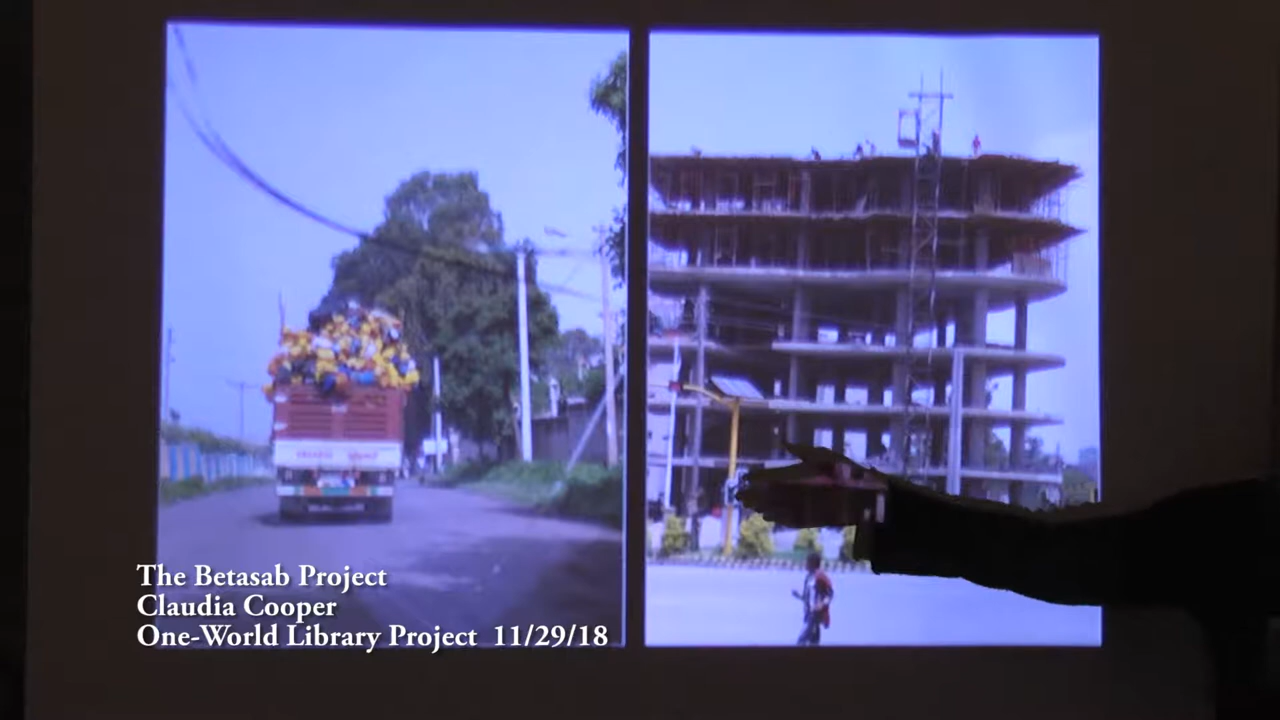 The Betasab Project
Claudia Cooper
One-World Library Project 11/29/18